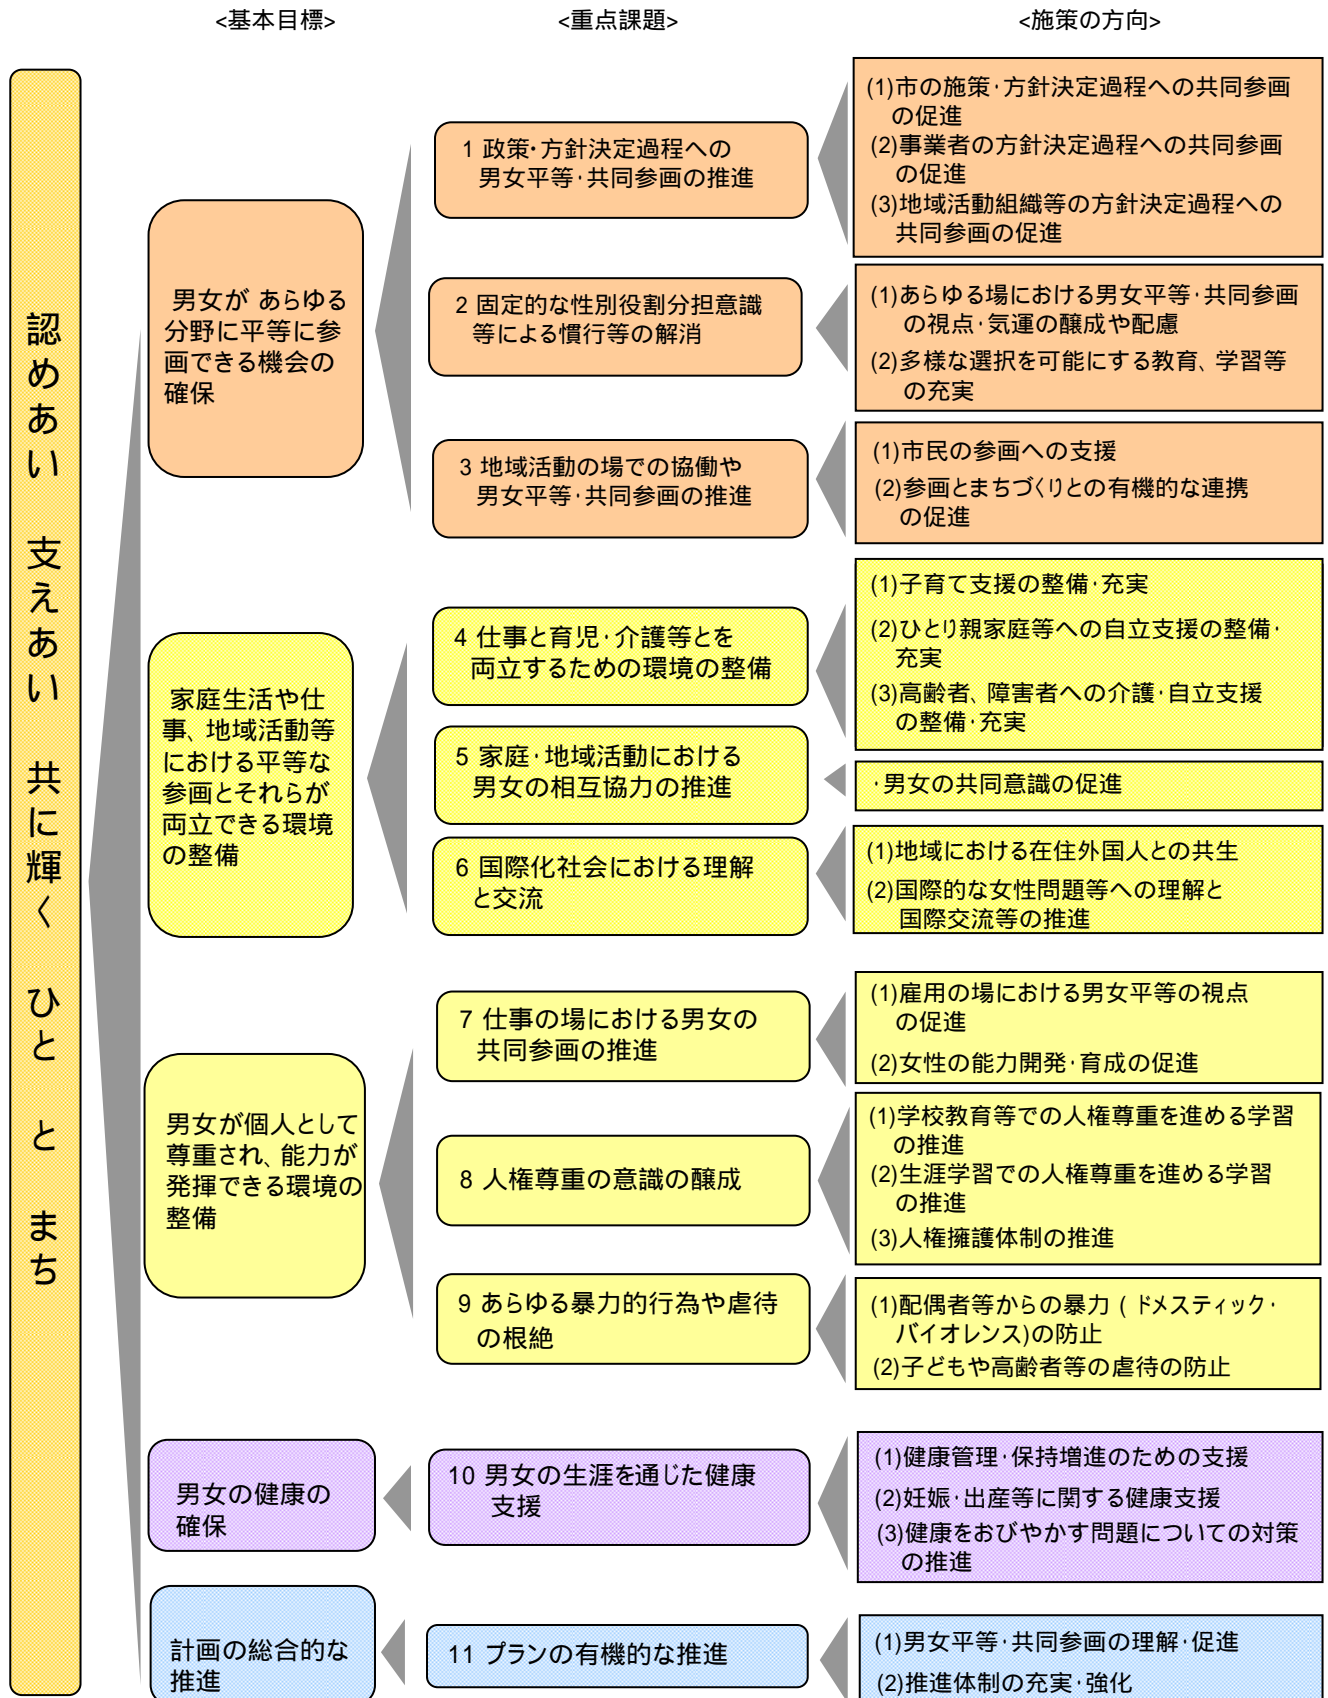 <基本目標>
<重点課題>
<施策の方向>
認めあい　支えあい　共に輝く　ひと　と　まち
男女が あらゆる
分野に平等に参
画できる機会の
確保
1 政策・方針決定過程への
男女平等・共同参画の推進
(1)市の施策・方針決定過程への共同参画
の促進
(2)事業者の方針決定過程への共同参画
の促進
(3)地域活動組織等の方針決定過程への
共同参画の促進
2 固定的な性別役割分担意識
等による慣行等の解消
(1)あらゆる場における男女平等・共同参画
の視点・気運の醸成や配慮
(2)多様な選択を可能にする教育、学習等
の充実
3 地域活動の場での協働や
男女平等・共同参画の推進
(1)市民の参画への支援
(2)参画とまちづくりとの有機的な連携
の促進
家庭生活や仕
事、地域活動等
における平等な
参画とそれらが
両立できる環境
の整備
4 仕事と育児・介護等とを
両立するための環境の整備
(1)子育て支援の整備・充実
(2)ひとり親家庭等への自立支援の整備・
充実
(3)高齢者、障害者への介護・自立支援
の整備・充実
5 家庭・地域活動における
男女の相互協力の推進
・男女の共同意識の促進
6 国際化社会における理解
と交流
(1)地域における在住外国人との共生
(2)国際的な女性問題等への理解と
国際交流等の推進
男女が個人として
尊重され、能力が
発揮できる環境の
整備
7 仕事の場における男女の
共同参画の推進
(1)雇用の場における男女平等の視点
の促進
(2)女性の能力開発・育成の促進
8 人権尊重の意識の醸成
(1)学校教育等での人権尊重を進める学習
の推進
(2)生涯学習での人権尊重を進める学習
の推進
(3)人権擁護体制の推進
9 あらゆる暴力的行為や虐待
の根絶
(1)配偶者等からの暴力 ( ドメスティック・
バイオレンス)の防止
(2)子どもや高齢者等の虐待の防止
男女の健康の
確保
10 男女の生涯を通じた健康
支援
(1)健康管理・保持増進のための支援
(2)妊娠・出産等に関する健康支援
(3)健康をおびやかす問題についての対策
の推進
計画の総合的な
推進
11 プランの有機的な推進
(1)男女平等・共同参画の理解・促進
(2)推進体制の充実・強化